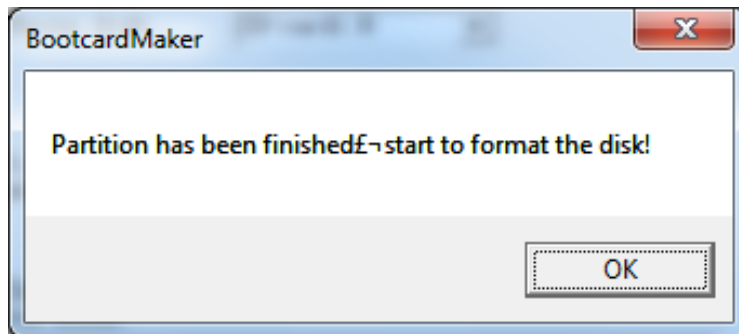 BootcardMaker
Partition has been finished£¬start to format the disk!
OK